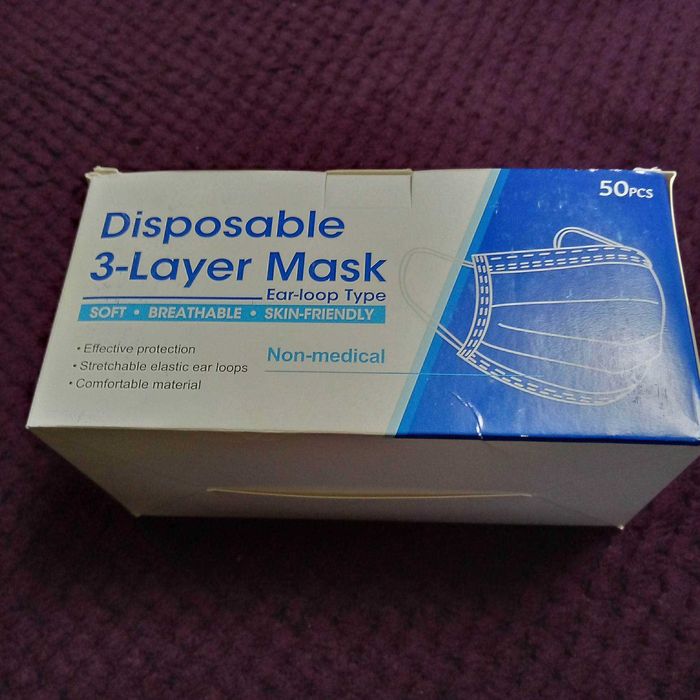 50PCS
Disposable
3-Layer Mask
Ear-loop Type
SOFT • BREATHABLE • SKIN-FRIENDLY
• Effective protection
• Stretchable elastic ear loops
• Comfortable material
Non-medical